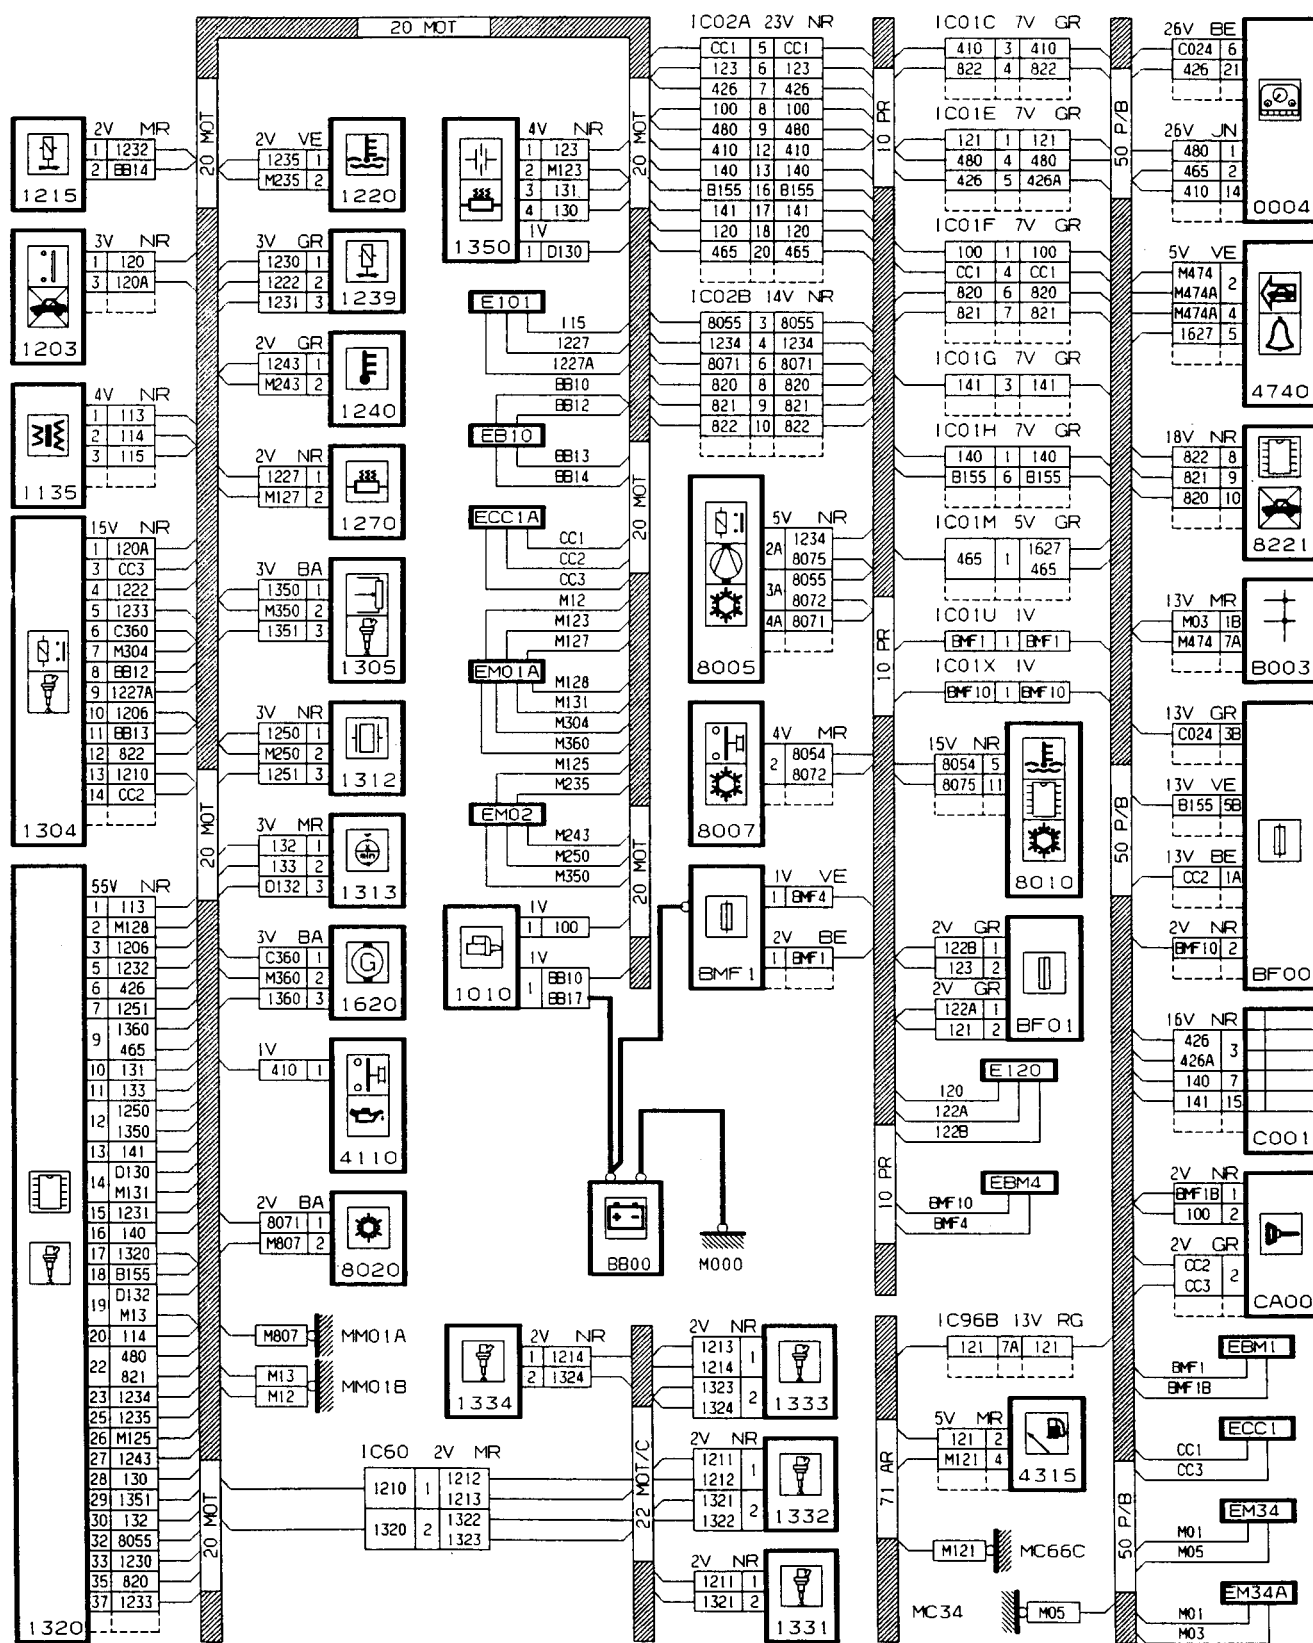 20 MOT
20 MOT
2V MR
1 1232
2 BB14
1215
3V NR
1 120
3 120A
1203
4V NR
1 113
2 114
3 115
1135
15V NR
1 120A
3 CC3
4 1222
5 1233
6 C360
7 M304
8 BB12
9 1227A
10 1206
11 BB13
12 822
13 1210
14 CC2
1304
55V NR
1 113
2 M128
3 1206
5 1232
6 426
7 1251
9 1360
465
10 131
11 133
12 1250
1350
13 141
14 D130
M131
15 1231
16 140
17 1320
18 B155
19 D132
M13
20 114
22 480
821
23 1234
25 1235
26 M125
27 1243
28 130
29 1351
30 132
32 8055
33 1230
35 820
37 1233
1320
20 MOT
20 MOT
2V VE
1235 1
M235 2
1220
3V GR
1230 1
1222 2
1231 3
1239
2V GR
1243 1
M243 2
1240
2V NR
1227 1
M127 2
1270
3V BA
1350 1
M350 2
1351 3
1305
3V NR
1250 1
M250 2
1251 3
1312
3V MR
132 1
133 2
D132 3
1313
3V BA
C360 1
M360 2
1360 3
G
1620
1V
410 1
4110
2V BA
8071 1
M807 2
8020
M807
MM01A
M13
M12
MM01B
4V NR
1 123
2 M123
3 131
4 130
1V
1 D130
1350
E101
115
1227
1227A
BB10
BB12
EB10
BB13
BB14
ECC1A
CC1
CC2
CC3
M12
M123
M127
EM01A
M128
M131
M304
M360
M125
M235
EM02
M243
M250
M350
1V
1 100
1V
1 BB10
BB17
1010
20 MOT
20 MOT
20 MOT
BB00
M000
2V NR
1 1214
2 1324
1334
IC60 2V MR
1210 1 1212
1213
1320 2 1322
1323
22 MOT/C
2V NR
1213 1
1214
1323 2
1324
1333
2V NR
1211 1
1212
1321 2
1322
1332
2V NR
1211 1
1321 2
1331
IC02A 23V NR
CC1 5 CC1
123 6 123
426 7 426
100 8 100
480 9 480
410 12 410
140 13 140
B155 16 B155
141 17 141
120 18 120
465 20 465
IC02B 14V NR
8055 3 8055
1234 4 1234
8071 6 8071
820 8 820
821 9 821
822 10 822
5V NR
2A 1234
8075
3A 8055
8072
4A 8071
8005
4V MR
2 8054
8072
8007
1V VE
1 BMF4
2V BE
1 BMF1
BMF1
10 PR
10 PR
10 PR
71 AR
IC01C 7V GR
410 3 410
822 4 822
IC01E 7V GR
121 1 121
480 4 480
426 5 426A
IC01F 7V GR
100 1 100
CC1 4 CC1
820 6 820
821 7 821
IC01G 7V GR
141 3 141
IC01H 7V GR
140 1 140
B155 6 B155
IC01M 5V GR
465 1 1627
465
IC01U 1V
BMF1 1 BMF1
IC01X 1V
BMF10 1 BMF10
15V NR
8054 5
8075 11
8010
2V GR
122B 1
123 2
2V GR
122A 1
121 2
BF01
E120
120
122A
122B
EBM4
BMF10
BMF4
IC96B 13V RG
121 7A 121
5V MR
121 2
M121 4
4315
M121
MC66C
MC34
M05
50 P/B
50 P/B
50 P/B
26V BE
C024 6
426 21
26V JN
480 1
465 2
410 14
0004
5V VE
M474 2
M474A
M474A 4
1627 5
4740
18V NR
822 8
821 9
820 10
8221
13V MR
M03 1B
M474 7A
B003
13V GR
C024 3B
13V VE
B155 5B
13V BE
CC2 1A
2V NR
BMF10 2
BF00
16V NR
426 3
426A
140 7
141 15
C001
2V NR
BMF1B 1
100 2
2V GR
CC2 2
CC3
CA00
EBM1
BMF1
BMF1B
ECC1
CC1
CC3
EM34
M01
M05
EM34A
M01
M03